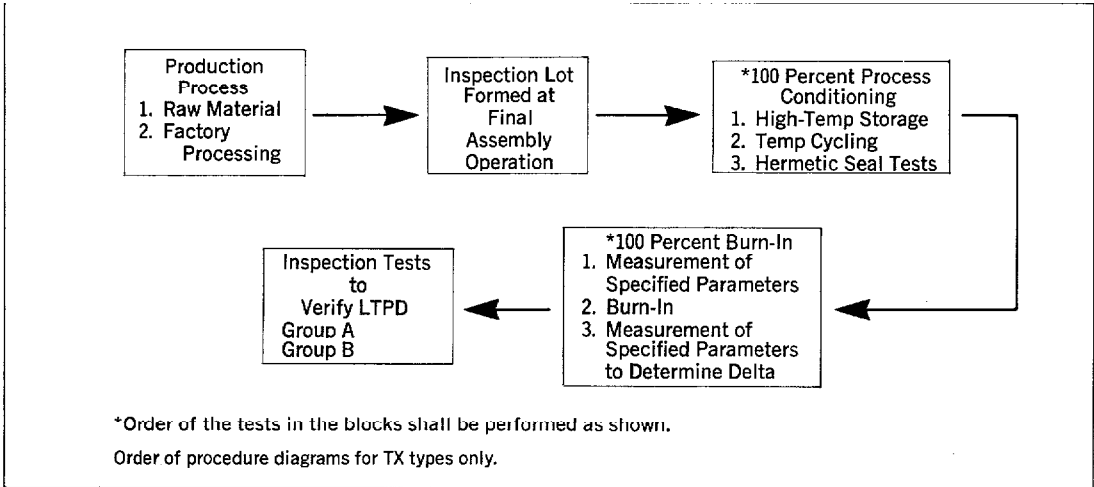 Production
Process
1. Raw Material
2. Factory
Processing
Inspection Lot
Formed at
Final
Assembly
Operation
*100 Percent Process
Conditioning
1. High-Temp Storage
2. Temp Cycling
3. Hermetic Seal Tests
*100 Percent Burn-In
1. Measurement of
Specified Parameters
2. Burn-In
3. Measurement of
Specified Parameters
to Determine Delta
Inspection Tests
to
Verify LTPD
Group A
Group B
*Order of the tests in the blocks shall be performed as shown.
Order of procedure diagrams for TX types only.